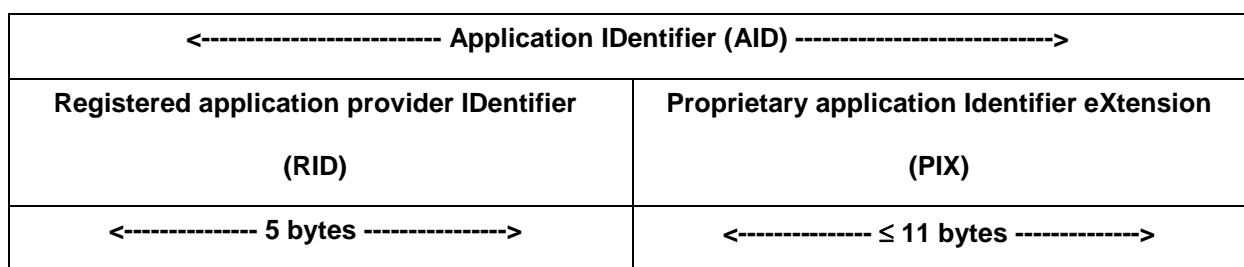 <--------------------------- Application IDentifier (AID) ---------------------------->
Registered application provider IDentifier
(RID)
Proprietary application Identifier eXtension
(PIX)
<--------------- 5 bytes ---------------->
<--------------- ≤ 11 bytes -------------->